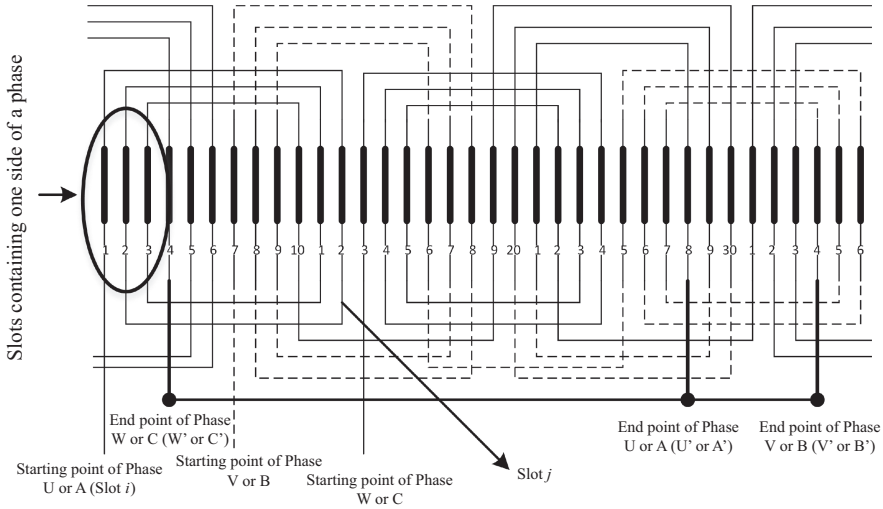 Slots containing one side of a phase
1 2 3 4 5 6 7 8 9 10 1 2 3 4 5 6 7 8 9 20 1 2 3 4 5 6 7 8 9 30 1 2 3 4 5 6
End point of Phase
W or C (W’ or C’)
End point of Phase
U or A (U’ or A’)
End point of Phase
V or B (V’ or B’)
Starting point of Phase
U or A (Slot i)
Starting point of Phase
V or B
Starting point of Phase
W or C
Slot j